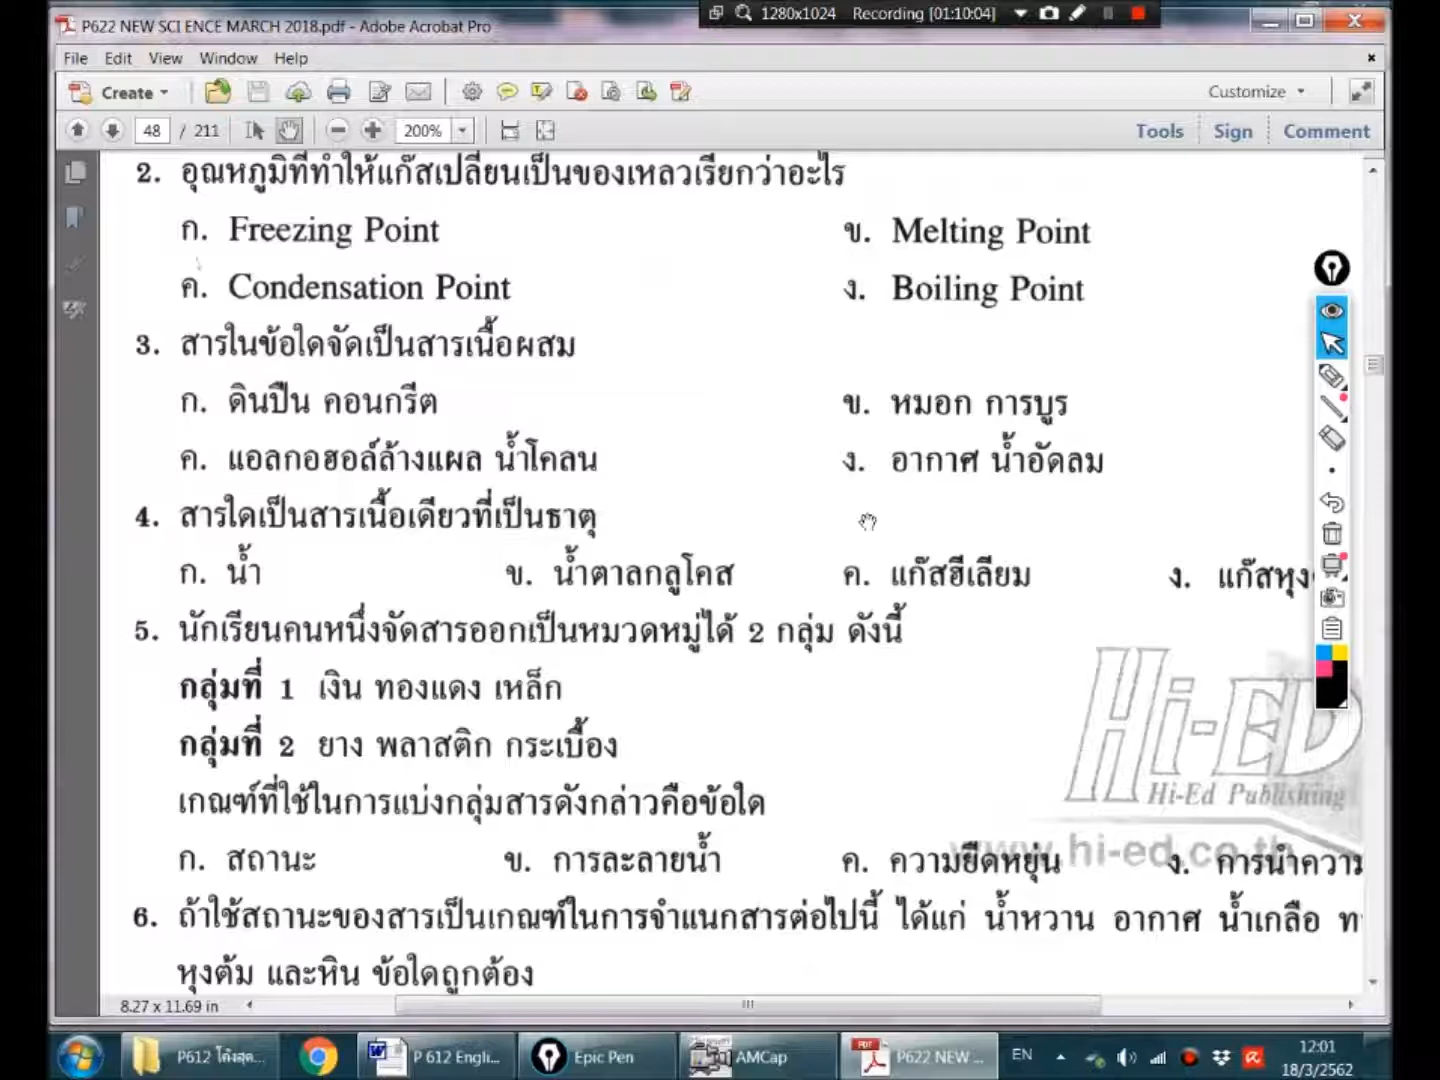 P622 NEW SCI ENCE MARCH 2018.pdf - Adobe Acrobat Pro
1280x1024 Recording [01:10:04]
File Edit View Window Help
Create Customize
48 / 211 200% Tools Sign Comment
2. อุณหภูมิที่ทำให้แก๊สเปลี่ยนเป็นของเหลวเรียกว่าอะไร
ก. Freezing Point ข. Melting Point
ค. Condensation Point ง. Boiling Point
3. สารในข้อใดจัดเป็นสารเนื้อผสม
ก. ดินปืน คอนกรีต ข. หมอก การบูร
ค. แอลกอฮอล์ล้างแผล น้ำโคลน ง. อากาศ น้ำอัดลม
4. สารใดเป็นสารเนื้อเดียวที่เป็นธาตุ
ก. น้ำ ข. น้ำตาลกลูโคส ค. แก๊สฮีเลียม ง. แก๊สหุง
5. นักเรียนคนหนึ่งจัดสารออกเป็นหมวดหมู่ได้ 2 กลุ่ม ดังนี้
กลุ่มที่ 1 เงิน ทองแดง เหล็ก
กลุ่มที่ 2 ยาง พลาสติก กระเบื้อง
Hi-ED
Hi-Ed Publishing
www.hi-ed.co.th
เกณฑ์ที่ใช้ในการแบ่งกลุ่มสารดังกล่าวคือข้อใด
ก. สถานะ ข. การละลายน้ำ ค. ความยืดหยุ่น ง. การนำความ
6. ถ้าใช้สถานะของสารเป็นเกณฑ์ในการจำแนกสารต่อไปนี้ ได้แก่ น้ำหวาน อากาศ น้ำเกลือ ท
หุงต้ม และหิน ข้อใดถูกต้อง
8.27 x 11.69 in
P612 โค้งสุด... P 612 Engli... Epic Pen AMCap P622 NEW ... EN 12:01
18/3/2562